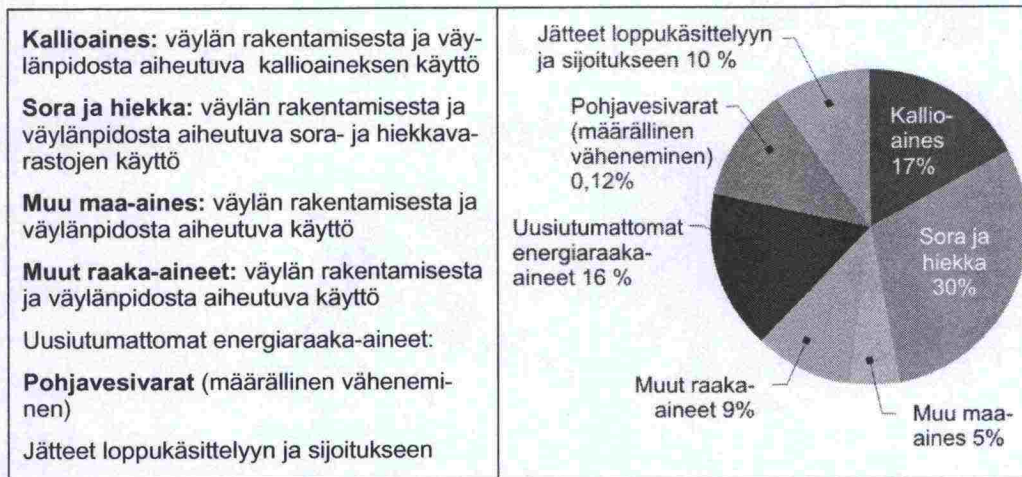 Kallioaines: väylän rakentamisesta ja väy-
länpidosta aiheutuva kallioaineksen käyttö
Sora ja hiekka: väylän rakentamisesta ja
väylänpidosta aiheutuva sora- ja hiekkava-
rastojen käyttö
Muu maa-aines: väylän rakentamisesta ja
väylänpidosta aiheutuva käyttö
Muut raaka-aineet: väylän rakentamisesta
ja väylänpidosta aiheutuva käyttö
Uusiutumattomat energiaraaka-aineet:
Pohjavesivarat (määrällinen vähenemi-
nen)
Jätteet loppukäsittelyyn ja sijoitukseen
Jätteet loppukäsittelyyn
ja sijoitukseen 10 %
Pohjavesivarat
(määrällinen
väheneminen)
0,12%
Uusiutumattomat
energiaraaka-
aineet 16 %
Muut raaka-
aineet 9%
Muu maa-
aines 5%
Sora ja
hiekka
30%
Kallio-
aines
17%